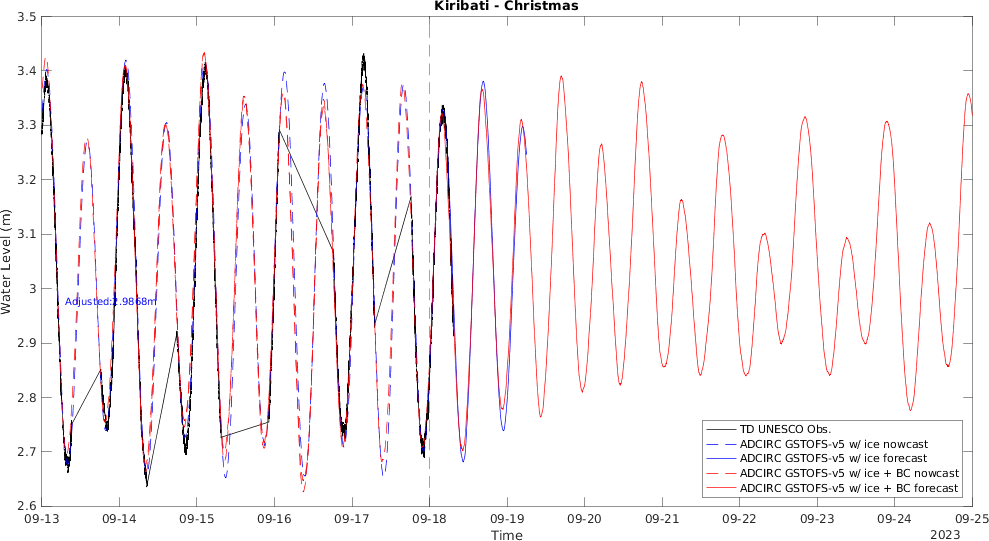 Kiribati - Christmas
3.5
3.4
3.3
3.2
3.1
3
2.9
2.8
2.7
2.6
Water Level (m)
Adjusted:2.9868m
TD UNESCO Obs.
ADCIRC GSTOFS-v5 w/ ice nowcast
ADCIRC GSTOFS-v5 w/ ice forecast
ADCIRC GSTOFS-v5 w/ ice + BC nowcast
ADCIRC GSTOFS-v5 w/ ice + BC forecast
09-13 09-14 09-15 09-16 09-17 09-18 09-19 09-20 09-21 09-22 09-23 09-24 09-25
Time
2023